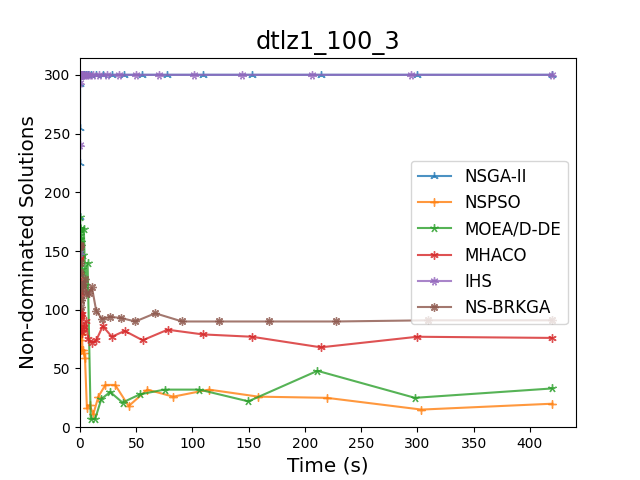 dtlz1_100_3
Non-dominated Solutions
300
250
200
150
100
50
0
NSGA-II
NSPSO
MOEA/D-DE
MHACO
IHS
NS-BRKGA
0 50 100 150 200 250 300 350 400
Time (s)